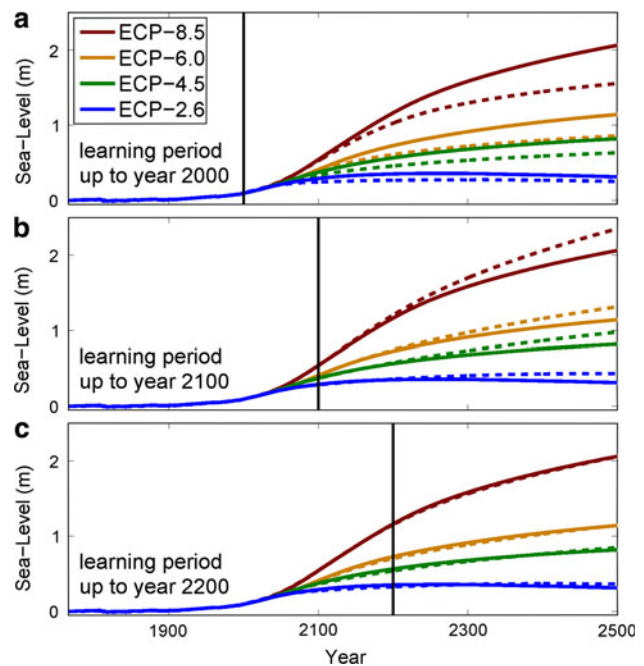 a
2
1
0
Sea-Level (m)
ECP-8.5
ECP-6.0
ECP-4.5
ECP-2.6
learning period
up to year 2000
b
2
1
0
Sea-Level (m)
learning period
up to year 2100
c
2
1
0
Sea-Level (m)
learning period
up to year 2200
1900
2100
2300
2500
Year